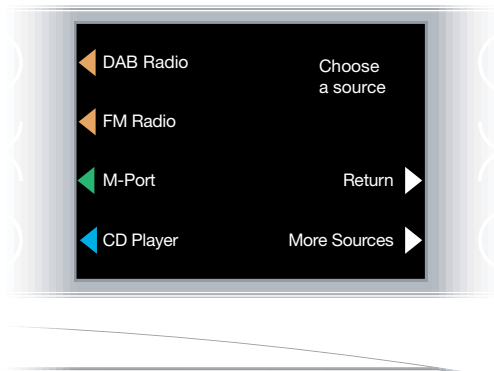 DAB Radio
Choose
a source
FM Radio
M-Port
Return
CD Player
More Sources